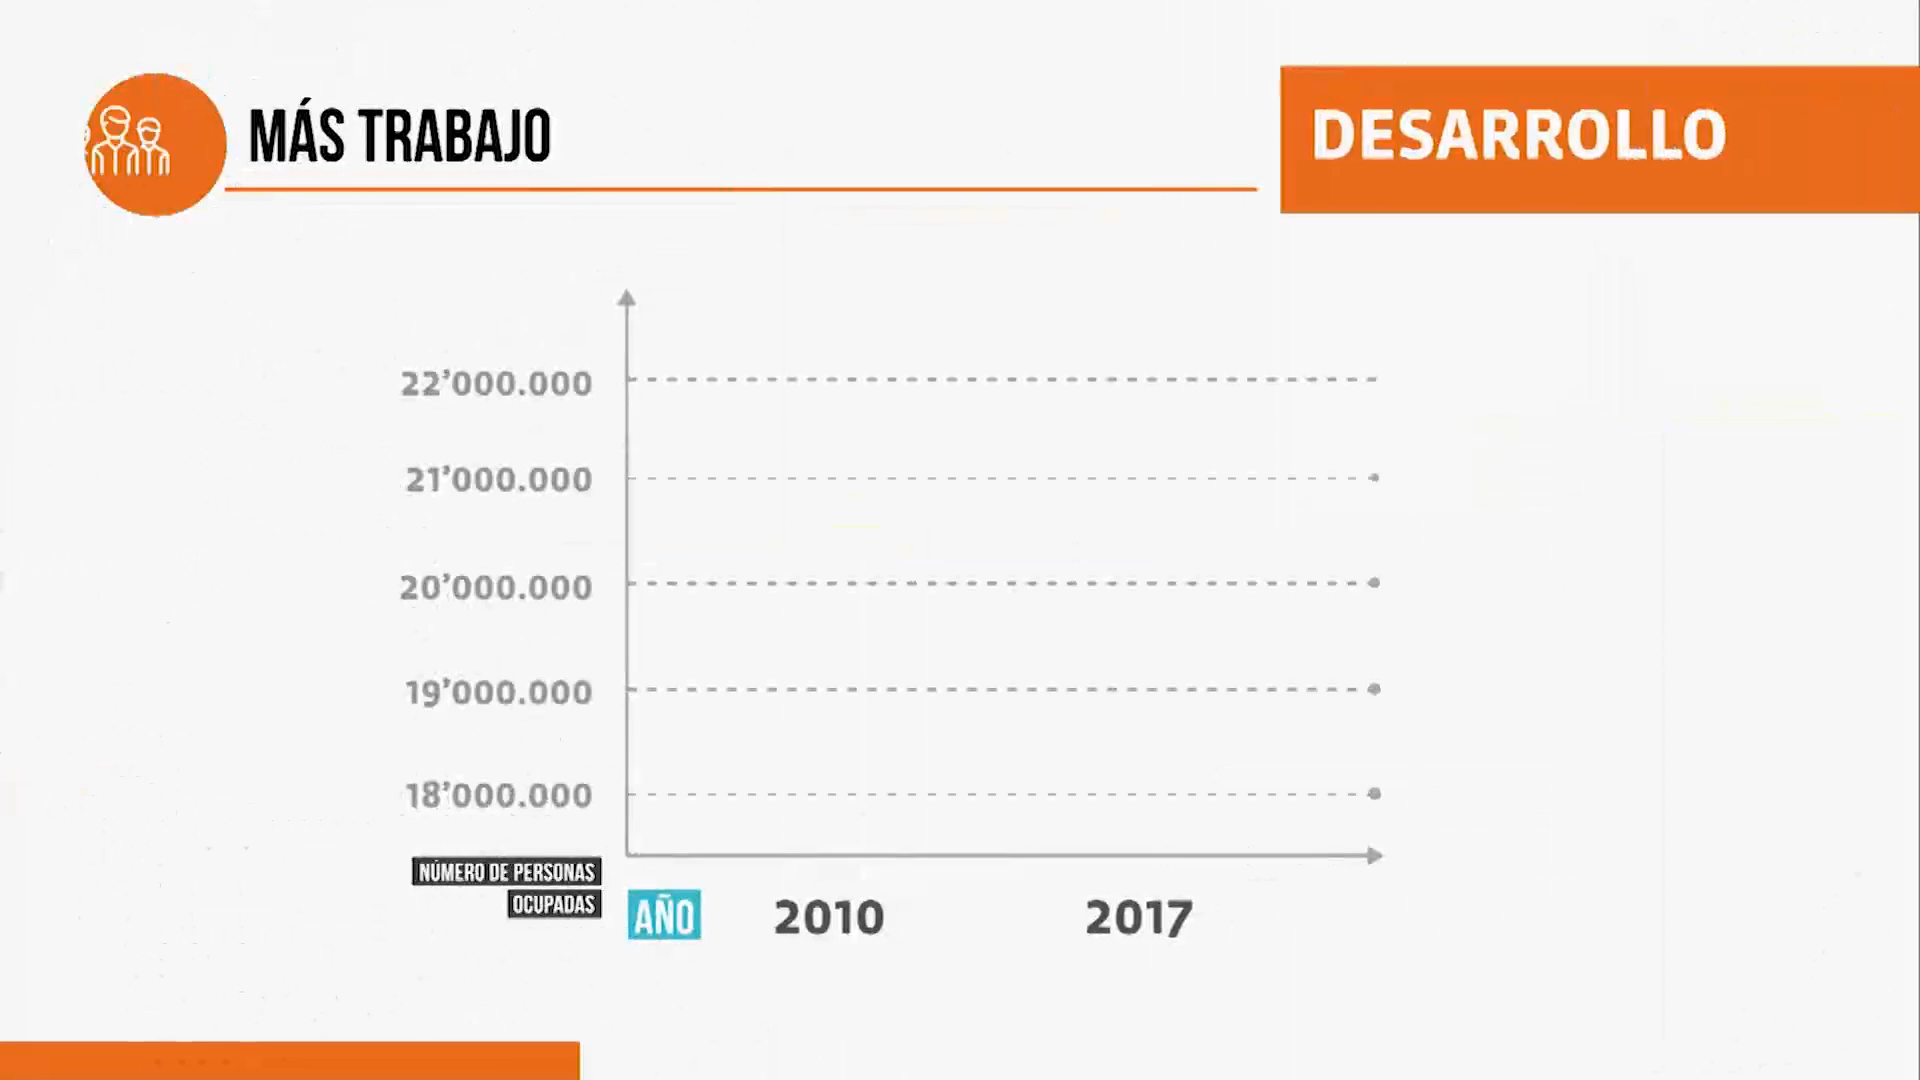 MÁS TRABAJO
DESARROLLO
22’000.000
21’000.000
20’000.000
19’000.000
18’000.000
NÚMERO DE PERSONAS
OCUPADAS
AÑO 2010 2017